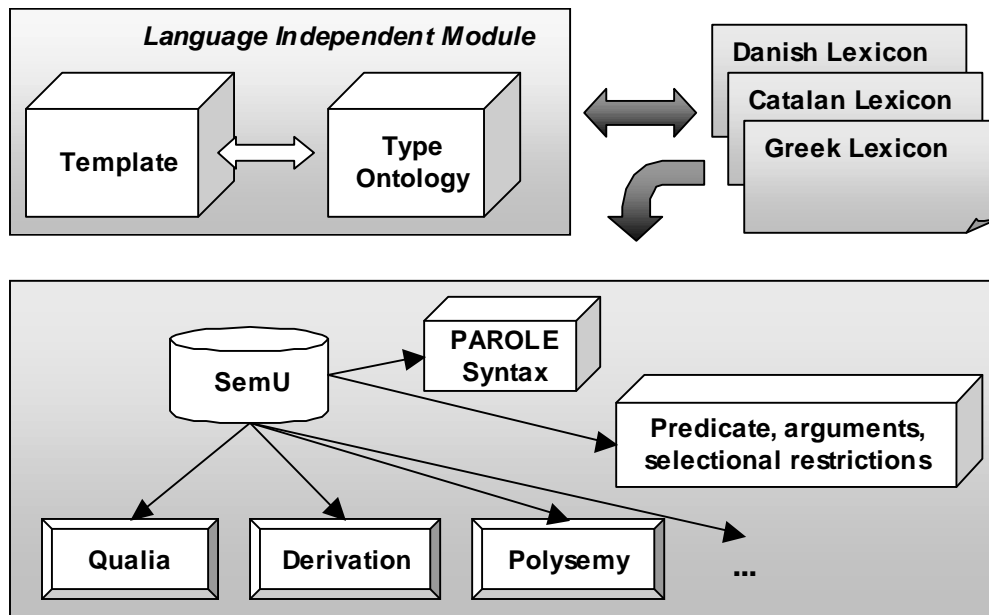 Language Independent Module
Template
Type
Ontology
Danish Lexicon
Catalan Lexicon
Greek Lexicon
SemU
PAROLE
Syntax
Predicate, arguments,
selectional restrictions
Qualia
Derivation
Polysemy
...